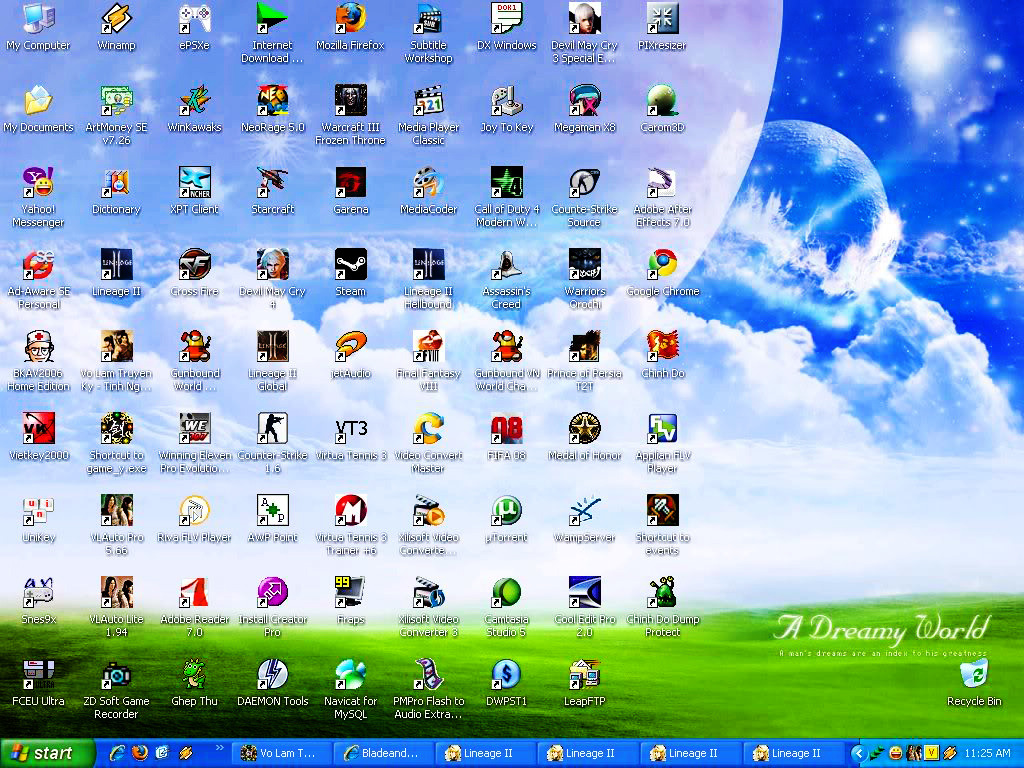 My Computer
Winamp
ePSXe
Internet
Download ...
Mozilla Firefox
Subtitle
Workshop
DX Windows
Devil May Cry
3 Special E...
PIXresizer
My Documents
ArtMoney SE
v7.26
WinKawaks
NeoRage 5.0
Warcraft III
Frozen Throne
Media Player
Classic
Joy To Key
Megaman X8
Carom3D
Yahoo!
Messenger
Dictionary
XPT Client
Starcraft
Garena
MediaCoder
Call of Duty 4
Modern W...
Counte-Strike
Source
Adobe After
Effects 7.0
Ad-Aware SE
Personal
Lineage II
Cross Fire
Devil May Cry
4
Steam
Lineage II
Hellbound
Assassin's
Creed
Warriors
Orochi
Google Chrome
BKAV2006
Home Edition
Vo Lam Truyen
Ky - Tinh Ng...
Gunbound
World ...
Lineage II
Global
jetAudio
Final Fantasy
VIII
Gunbound VN
World Cha...
Prince of Persia
T2T
Chinh Do
Vietkey2000
Shortcut to
game_y.exe
Winning Eleven
Pro Evolutio...
Counter-Strike
1.6
VT3
Virtua Tennis 3
Video Convert
Master
FIFA 08
Medal of Honor
Applian FLV
Player
UniKey
VLAuto Pro
5.66
Riva FLV Player
AWP Point
Virtua Tennis 3
Trainer +6
Xilisoft Video
Converte...
µTorrent
WampServer
Shortcut to
events
Snes9x
VLAuto Lite
1.94
Adobe Reader
7.0
Install Creator
Pro
99
Fraps
Xilisoft Video
Converter 3
Camtasia
Studio 5
Cool Edit Pro
2.0
Chinh Do Dump
Protect
A Dreamy World
A man's dreams are an index to his greatness
FCEU Ultra
ZD Soft Game
Recorder
Ghep Thu
DAEMON Tools
Navicat for
MySQL
PMPro Flash to
Audio Extra...
DWPST1
LeapFTP
Recycle Bin
start
Vo Lam T...
Bladeand...
Lineage II
Lineage II
Lineage II
Lineage II
11:25 AM